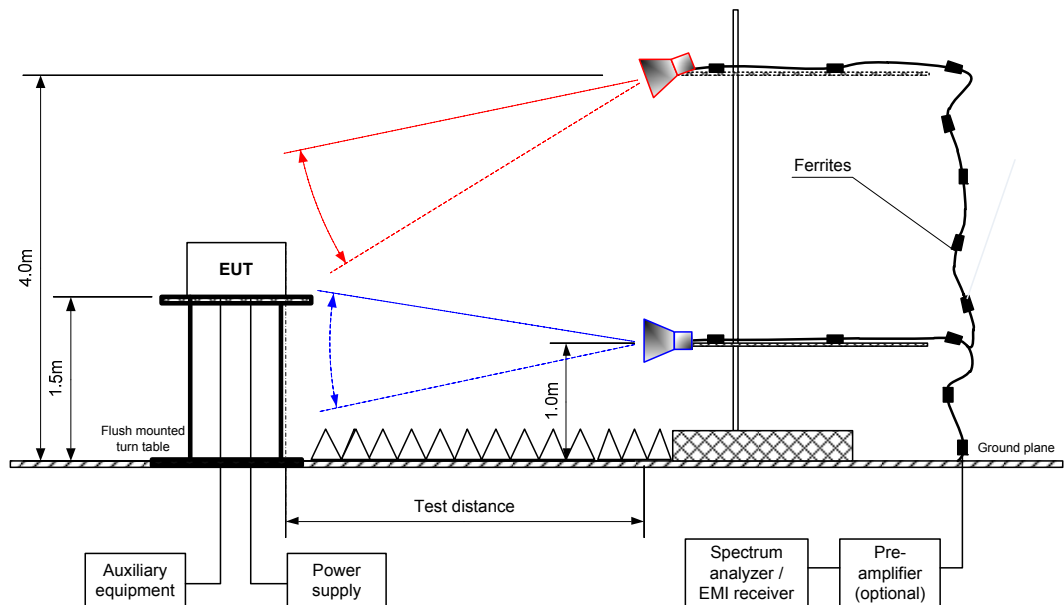 Ferrites
4.0m
EUT
1.5m
1.0m
Flush mounted
turn table
Ground plane
Test distance
Auxiliary
equipment
Power
supply
Spectrum
analyzer /
EMI receiver
Pre-
amplifier
(optional)